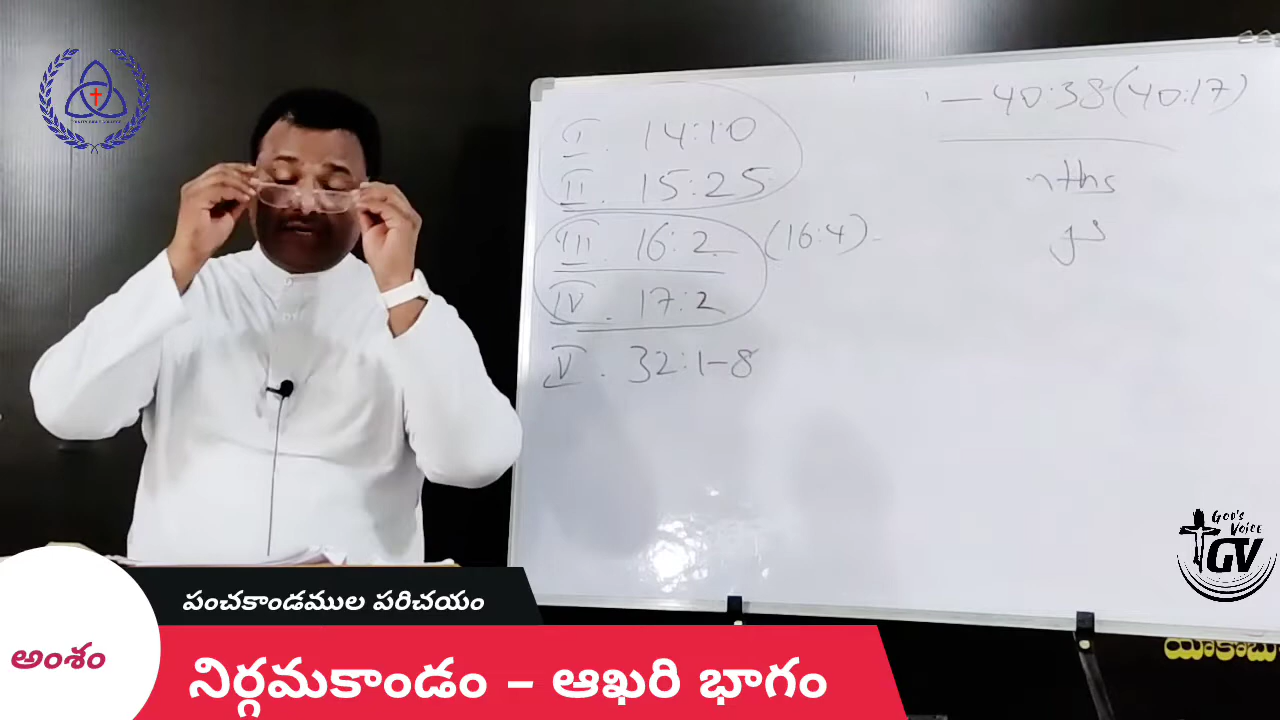 I. 14:10
II. 15:25
III. 16:2 (16:4)
IV. 17:2
V. 32:1-8
— 40:38 (40:17)
nths
GOD'S
VOICE
GV
పంచకాండముల పరిచయం
అంశం
నిర్గమకాండం - ఆఖరి భాగం